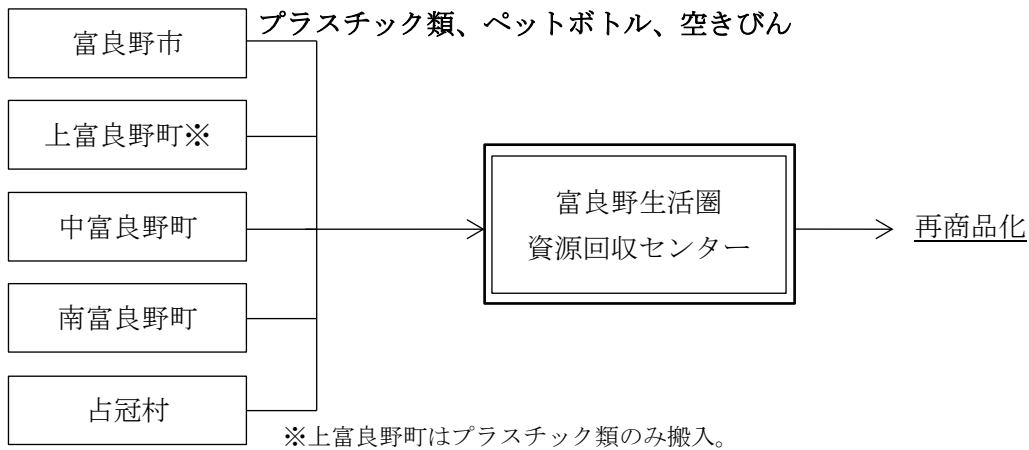 プラスチック類、ペットボトル、空きびん
富良野市
上富良野町※
中富良野町
南富良野町
占冠村
富良野生活圏
資源回収センター
再商品化
※上富良野町はプラスチック類のみ搬入。